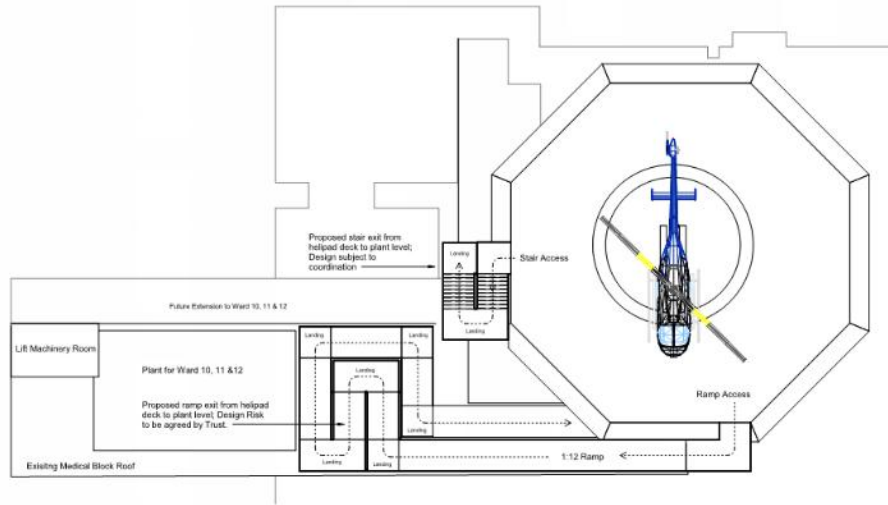 Proposed stair exit from
helipad deck to plant level;
Design subject to
coordination
Landing
Stair Access
Landing
Future Extension to Ward 10, 11 & 12
Lift Machinery Room
Landing
Landing
Plant for Ward 10, 11 &12
Landing
Proposed ramp exit from helipad
deck to plant level; Design Risk
to be agreed by Trust.
Ramp Access
Landing
Landing
Landing
1:12 Ramp
Exisitng Medical Block Roof